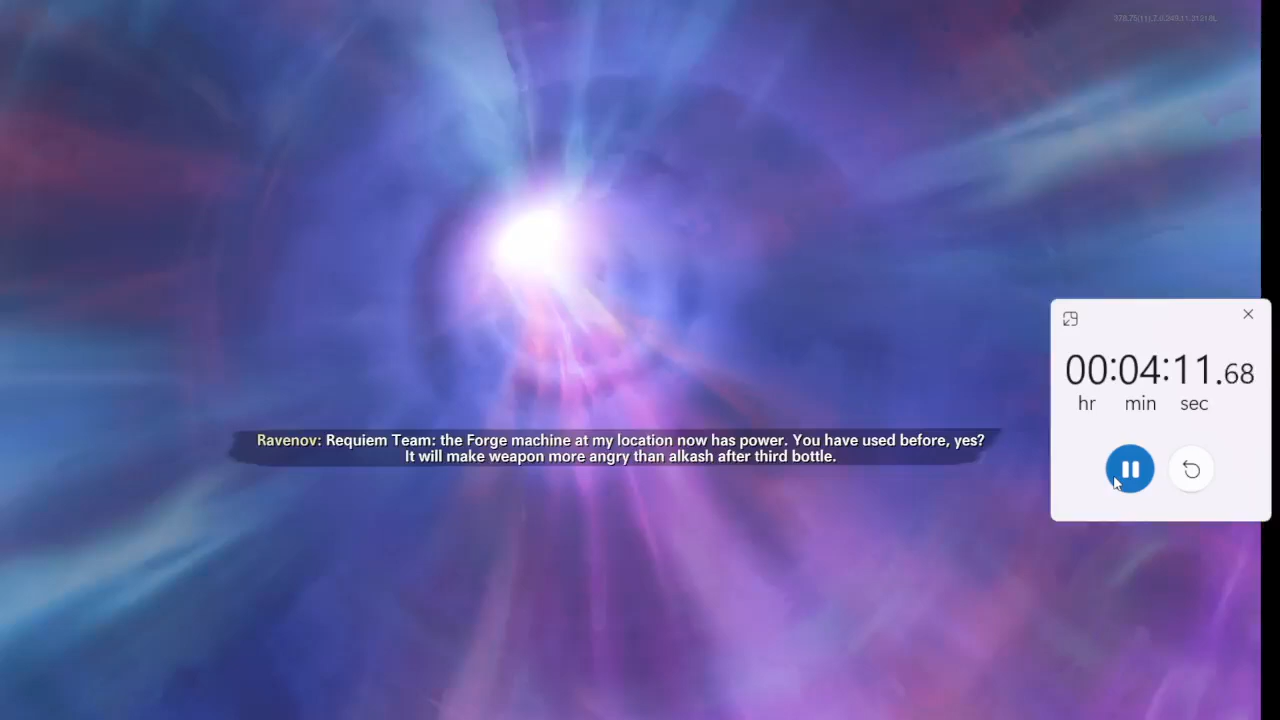 Ravenov: Requiem Team: the Forge machine at my location now has power. You have used before, yes?
It will make weapon more angry than alkash after third bottle.
00:04:11.68
hr min sec